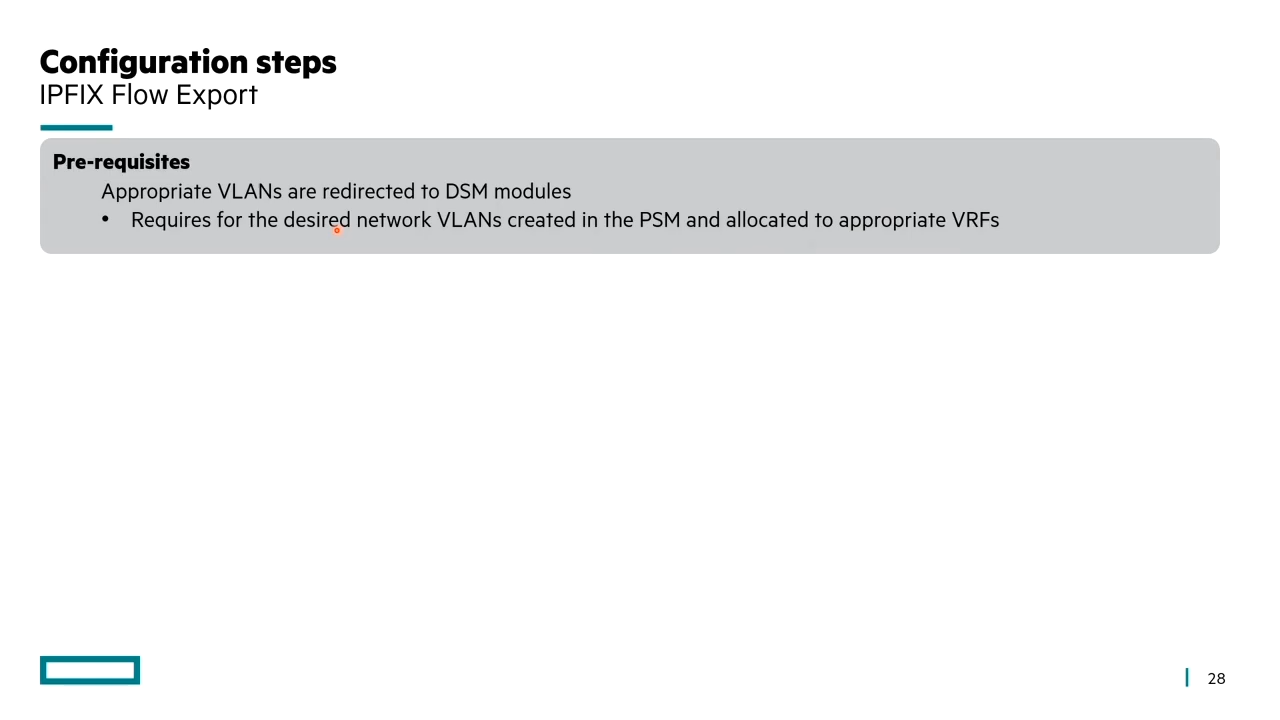 Configuration steps
IPFIX Flow Export
Pre-requisites
Appropriate VLANs are redirected to DSM modules
• Requires for the desired network VLANs created in the PSM and allocated to appropriate VRFs
28